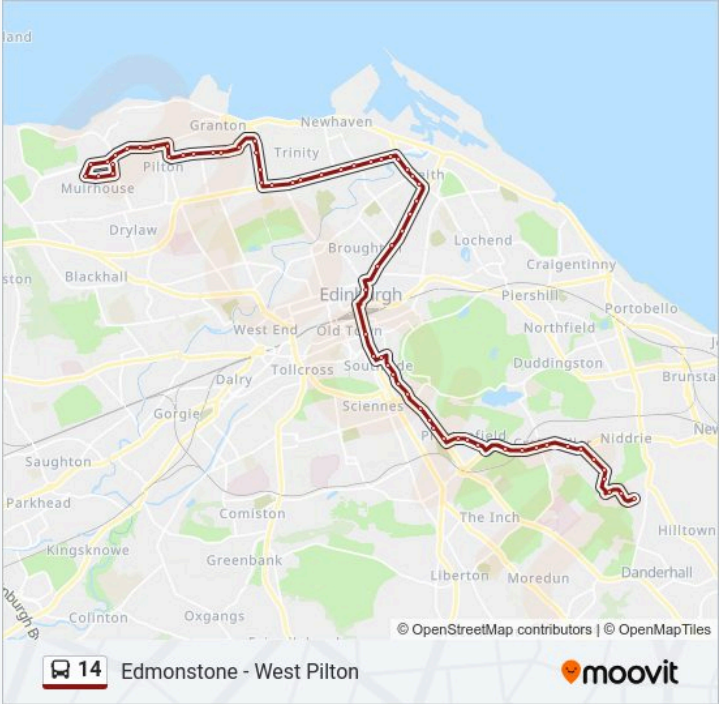 land
Granton
Newhaven
Trinity
Pilton
Muirhouse
Drylaw
Lochend
Craigentinny
ston
Blackhall
Edinburgh
Piershill
Portobello
West End
Old Town
Northfield
Tollcross
Duddingston
Dalry
Brunsta
Sciennes
Gorgie
Niddrie
New
Saughton
Parkhead
Comiston
The Inch
Hilltown
Kingsknowe
Greenbank
Liberton
Moredun
Danderhall
Colinton
Oxgangs
© OpenStreetMap contributors | © OpenMapTiles
14
Edmonstone - West Pilton
moovit